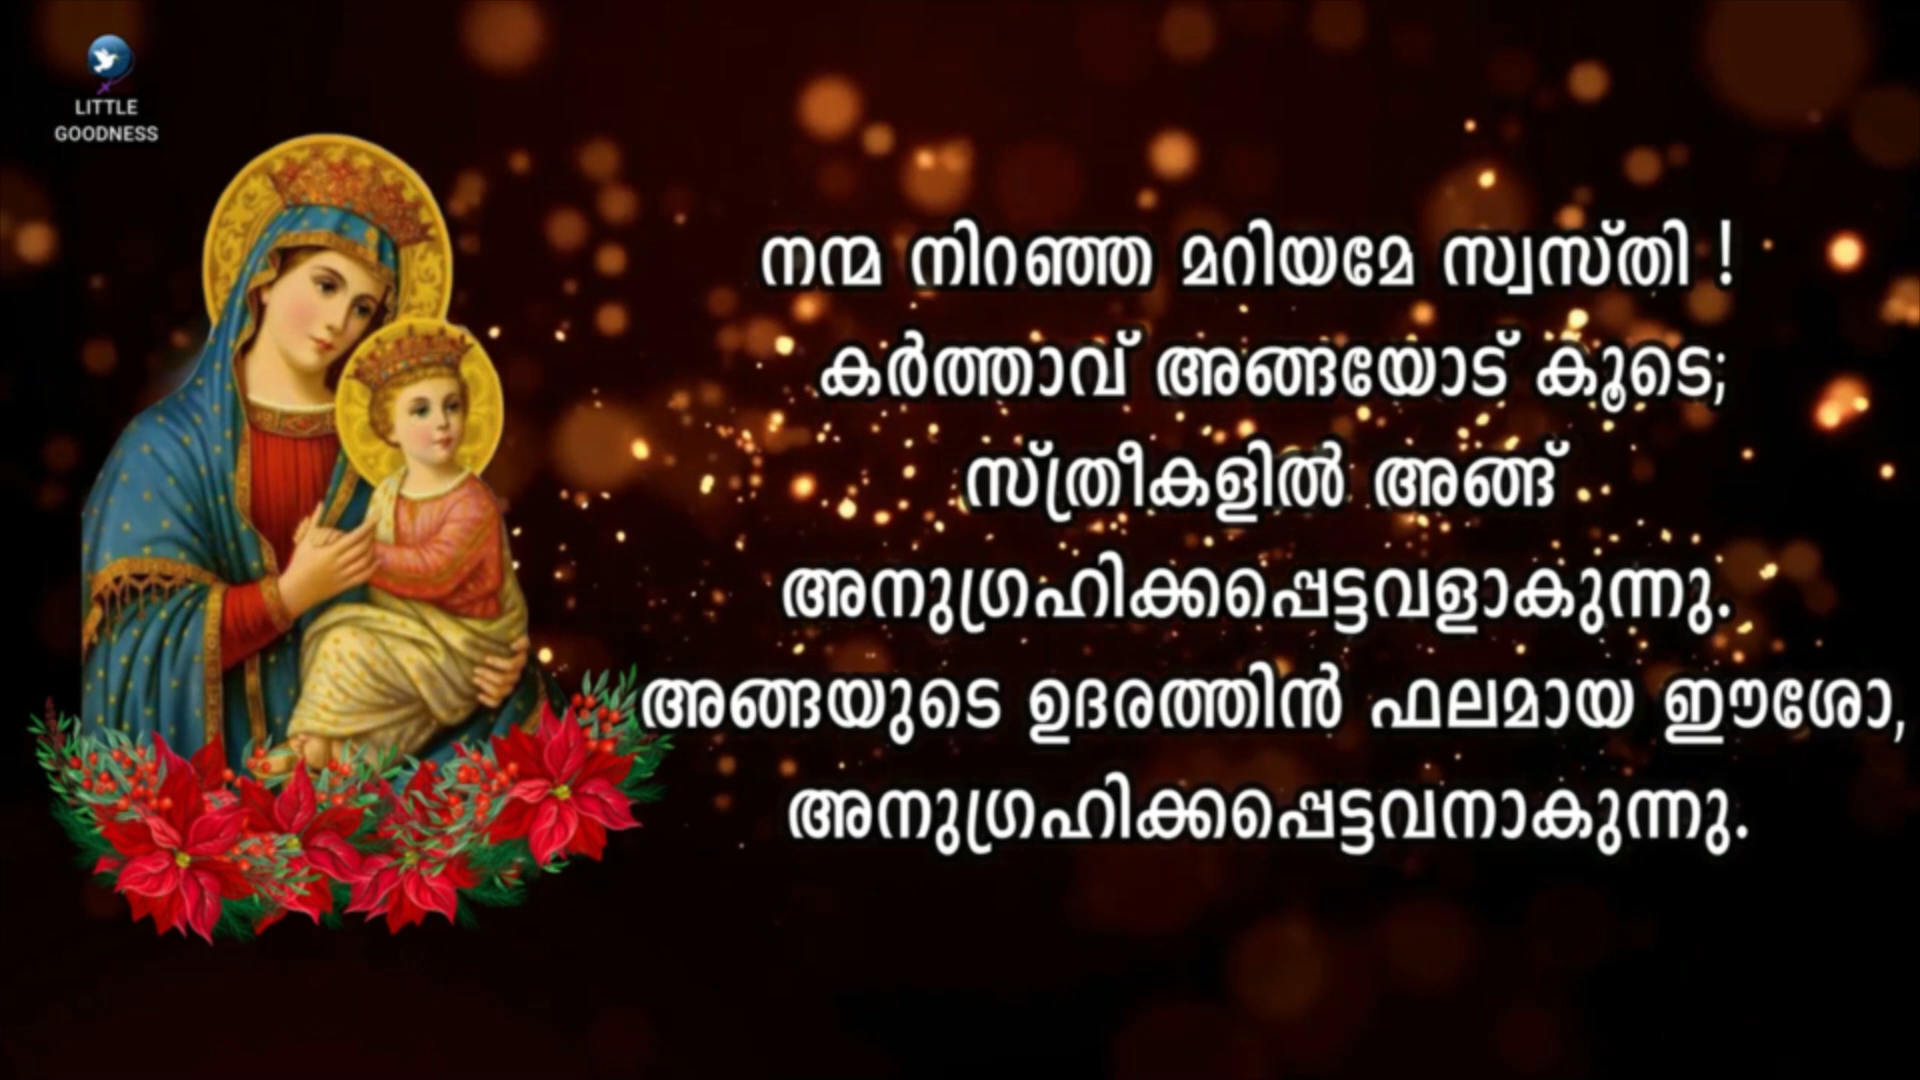 LITTLE
GOODNESS
നന്മ നിറഞ്ഞ മറിയമേ സ്വസ്തി !
കർത്താവ് അങ്ങയോട് കൂടെ;
സ്ത്രീകളിൽ അങ്ങ്
അനുഗ്രഹിക്കപ്പെട്ടവളാകുന്നു.
അങ്ങയുടെ ഉദരത്തിൻ ഫലമായ ഈശോ,
അനുഗ്രഹിക്കപ്പെട്ടവനാകുന്നു.